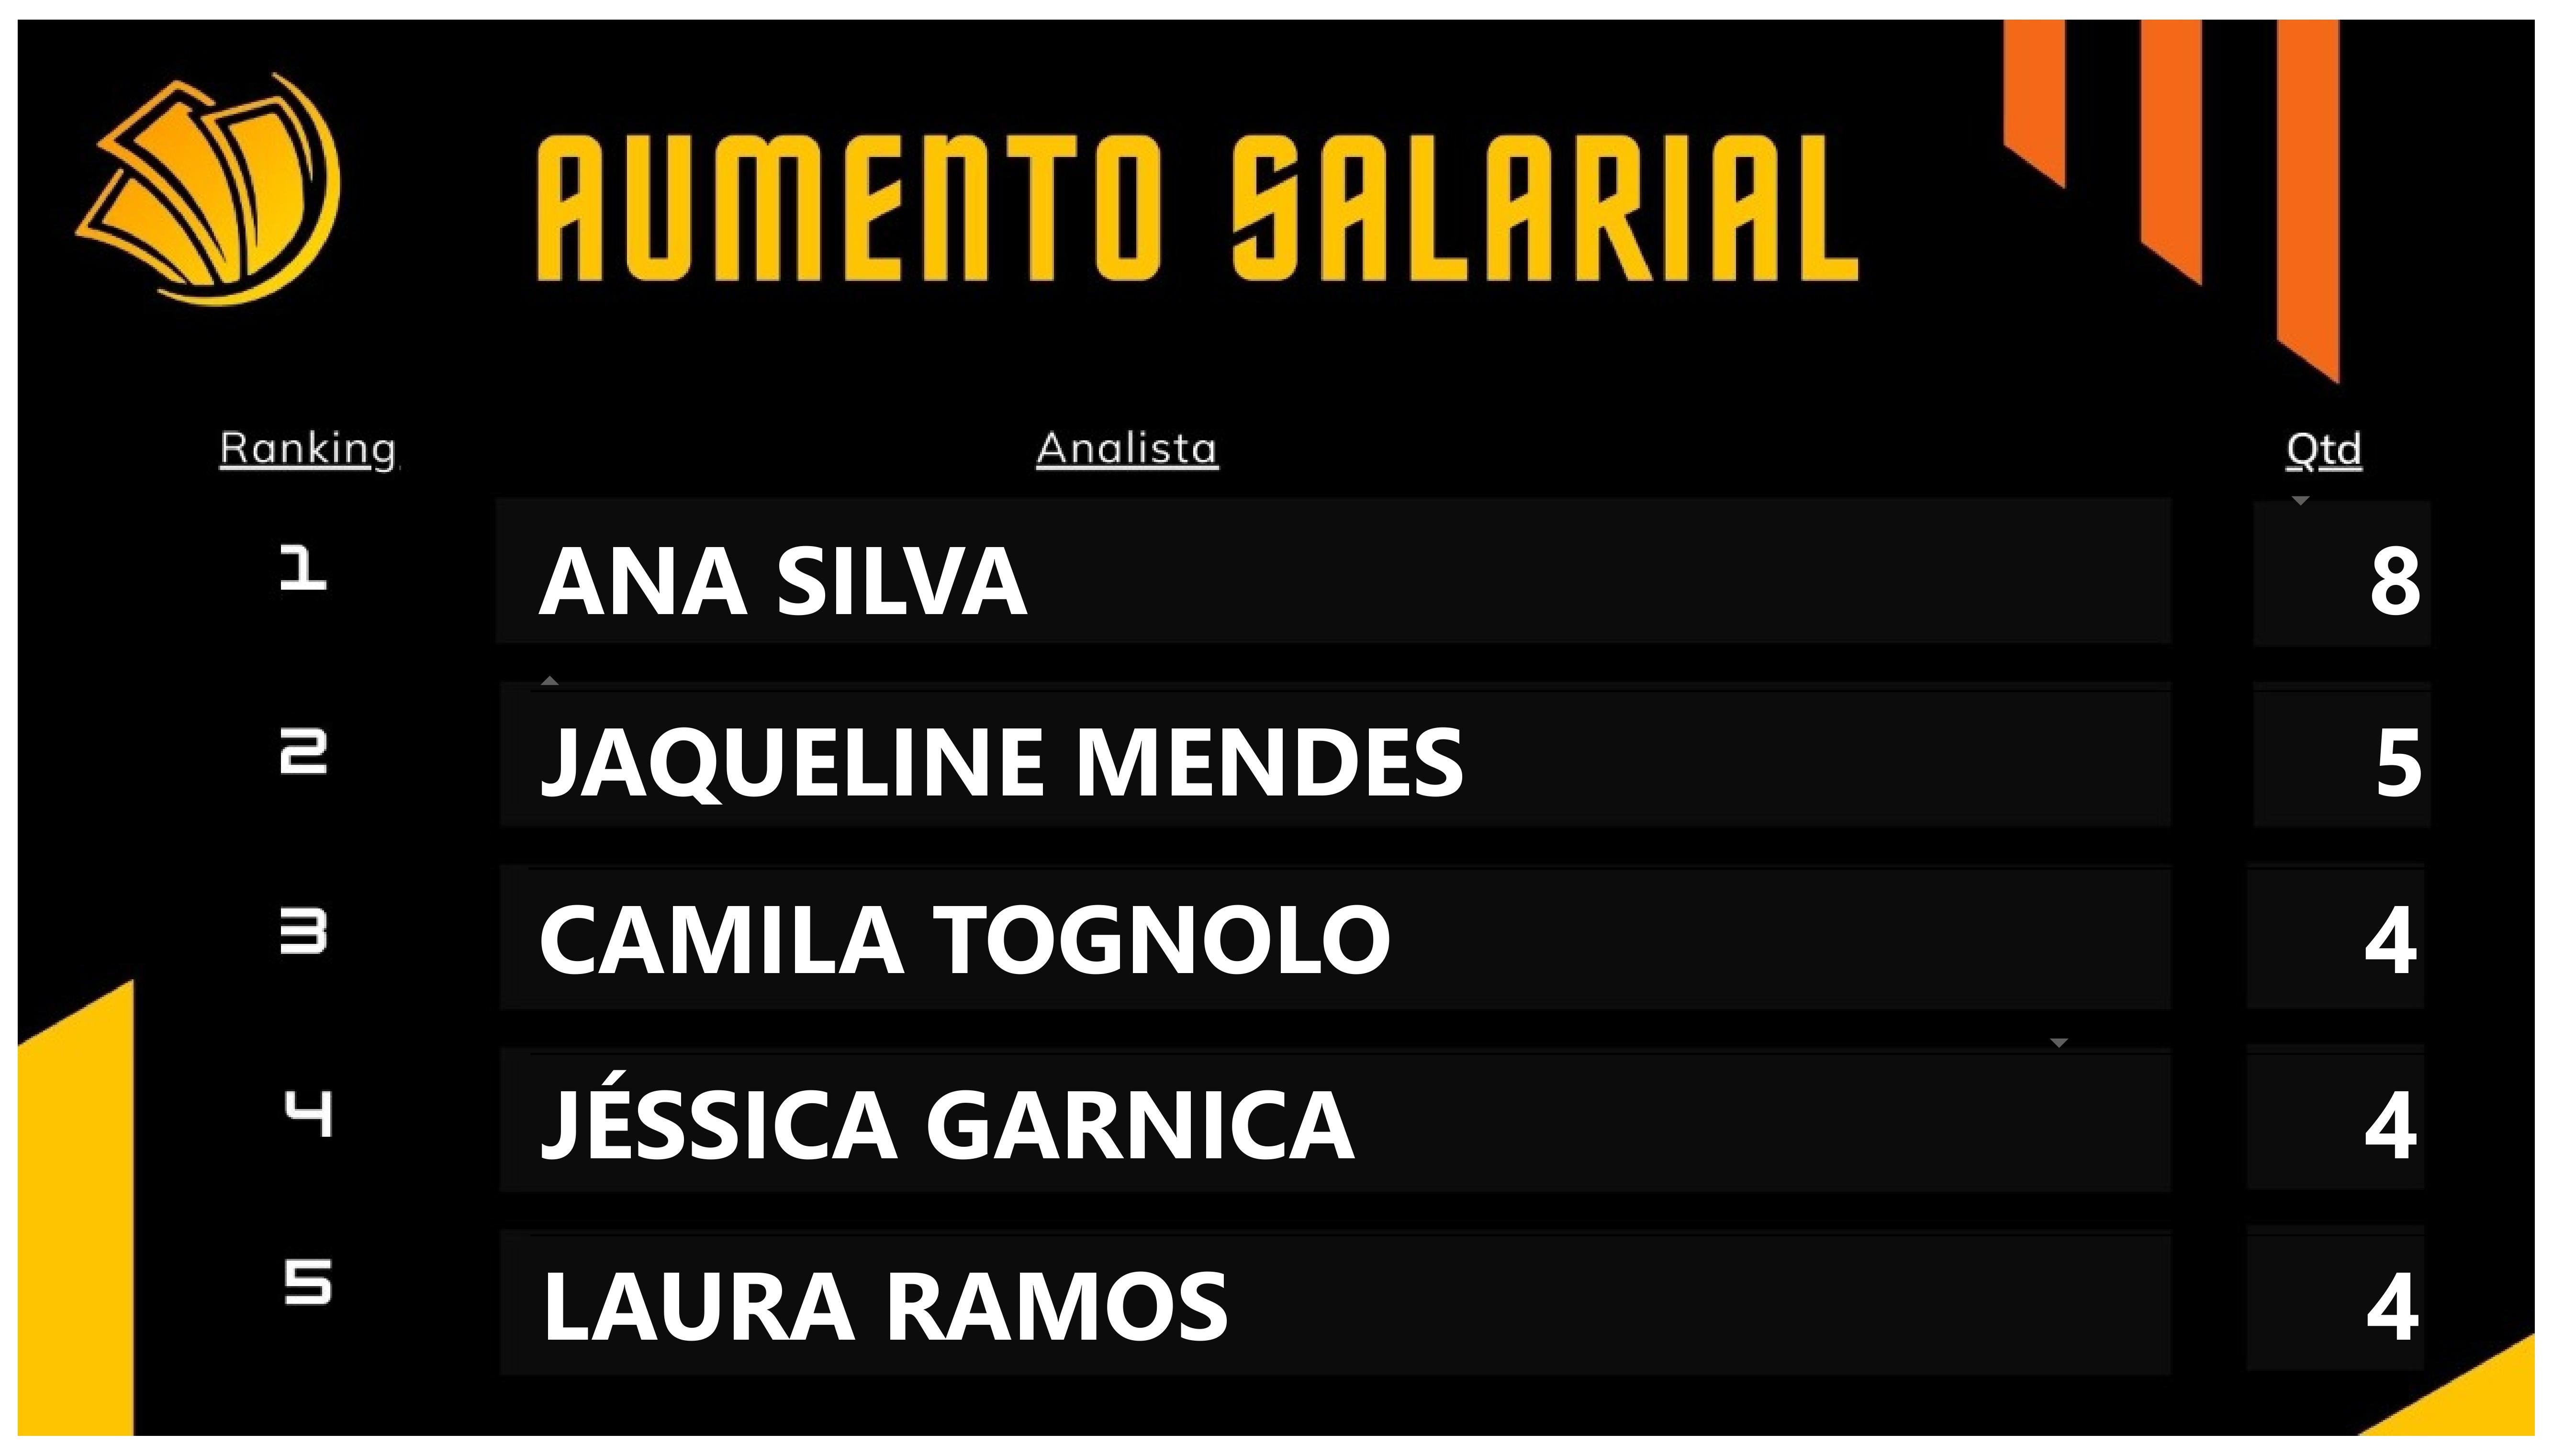 AUMENTO SALARIAL
Ranking Analista Qtd
1 ANA SILVA 8
2 JAQUELINE MENDES 5
3 CAMILA TOGNOLO 4
4 JÉSSICA GARNICA 4
5 LAURA RAMOS 4